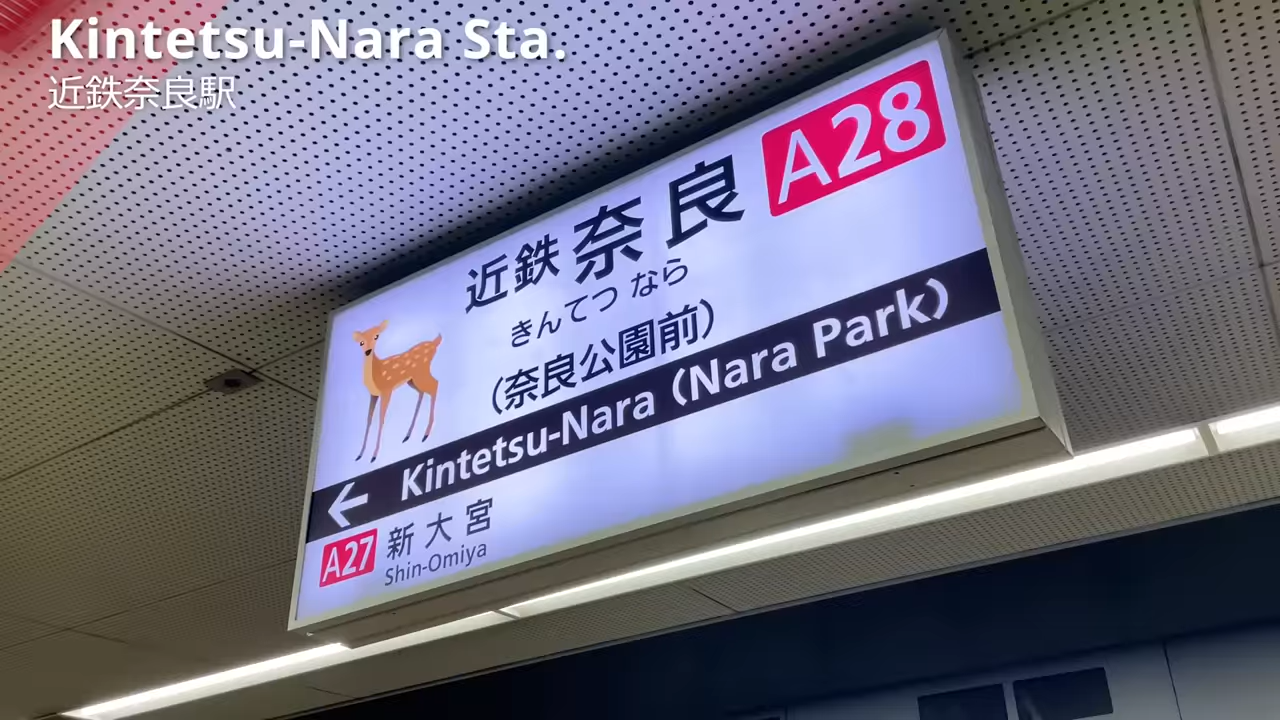 Kintetsu-Nara Sta.
近鉄奈良駅
近鉄奈良 A28
きんてつ なら
(奈良公園前)
← Kintetsu-Nara (Nara Park)
A27 新大宮
Shin-Omiya